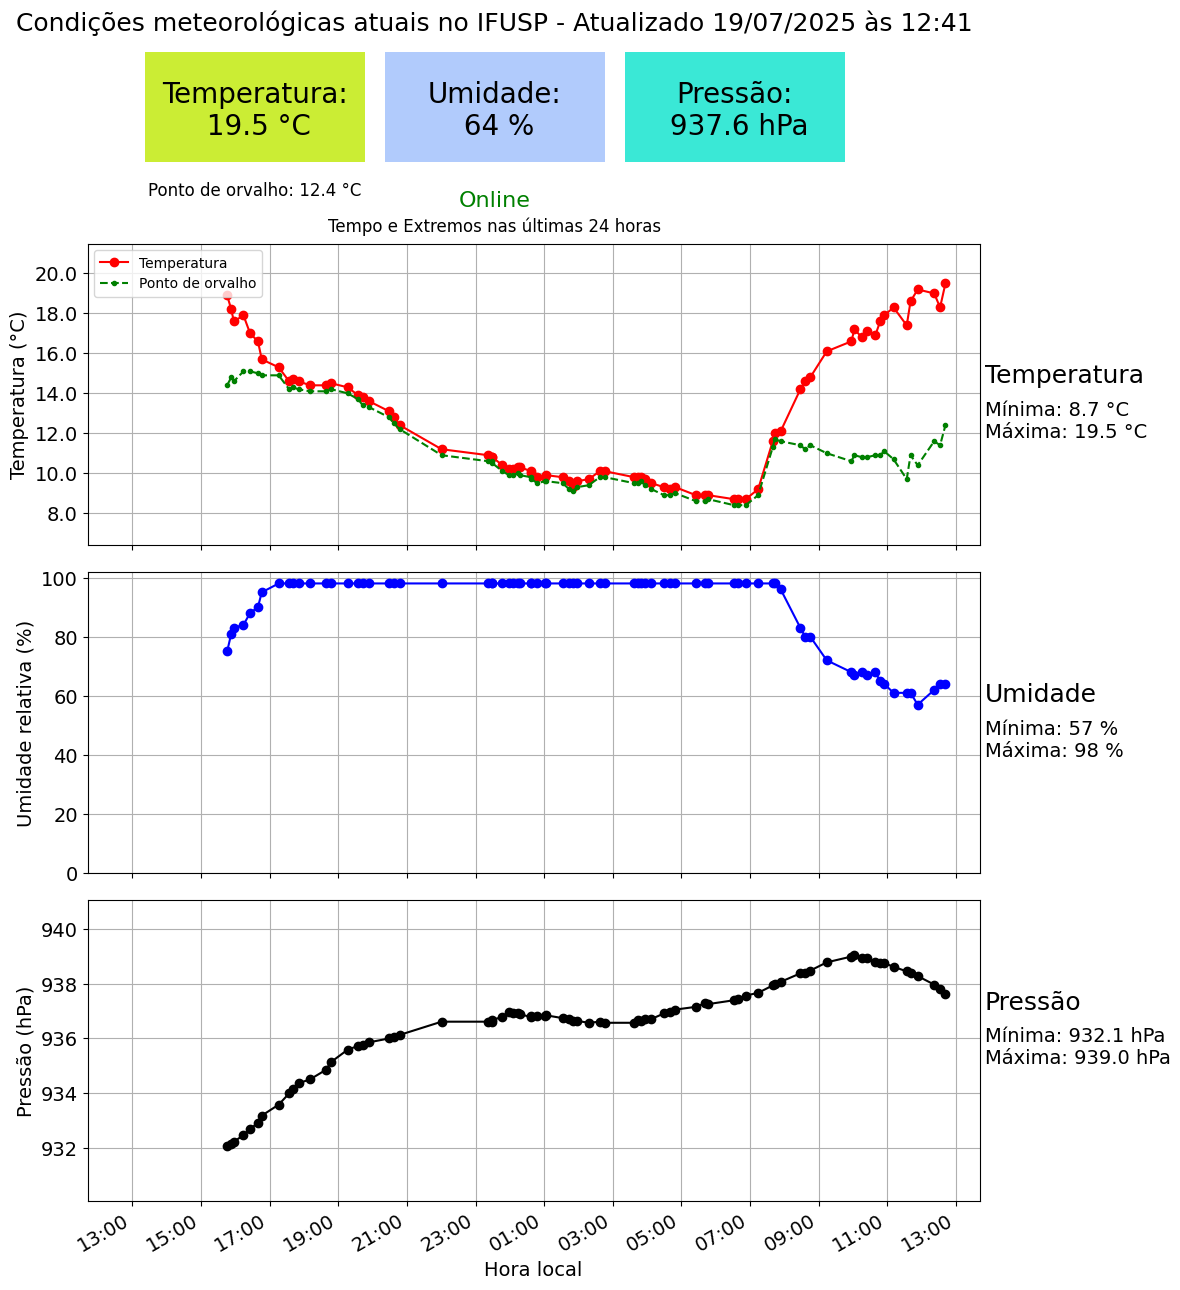 Condições meteorológicas atuais no IFUSP - Atualizado 19/07/2025 às 12:41
Temperatura:
19.5 °C
Umidade:
64 %
Pressão:
937.6 hPa
Ponto de orvalho: 12.4 °C
Online
Tempo e Extremos nas últimas 24 horas
Temperatura
Ponto de orvalho
Temperatura (°C)
20.0
18.0
16.0
14.0
12.0
10.0
8.0
Temperatura
Mínima: 8.7 °C
Máxima: 19.5 °C
Umidade relativa (%)
100
80
60
40
20
0
Umidade
Mínima: 57 %
Máxima: 98 %
Pressão (hPa)
940
938
936
934
932
Pressão
Mínima: 932.1 hPa
Máxima: 939.0 hPa
13:00 15:00 17:00 19:00 21:00 23:00 01:00 03:00 05:00 07:00 09:00 11:00 13:00
Hora local